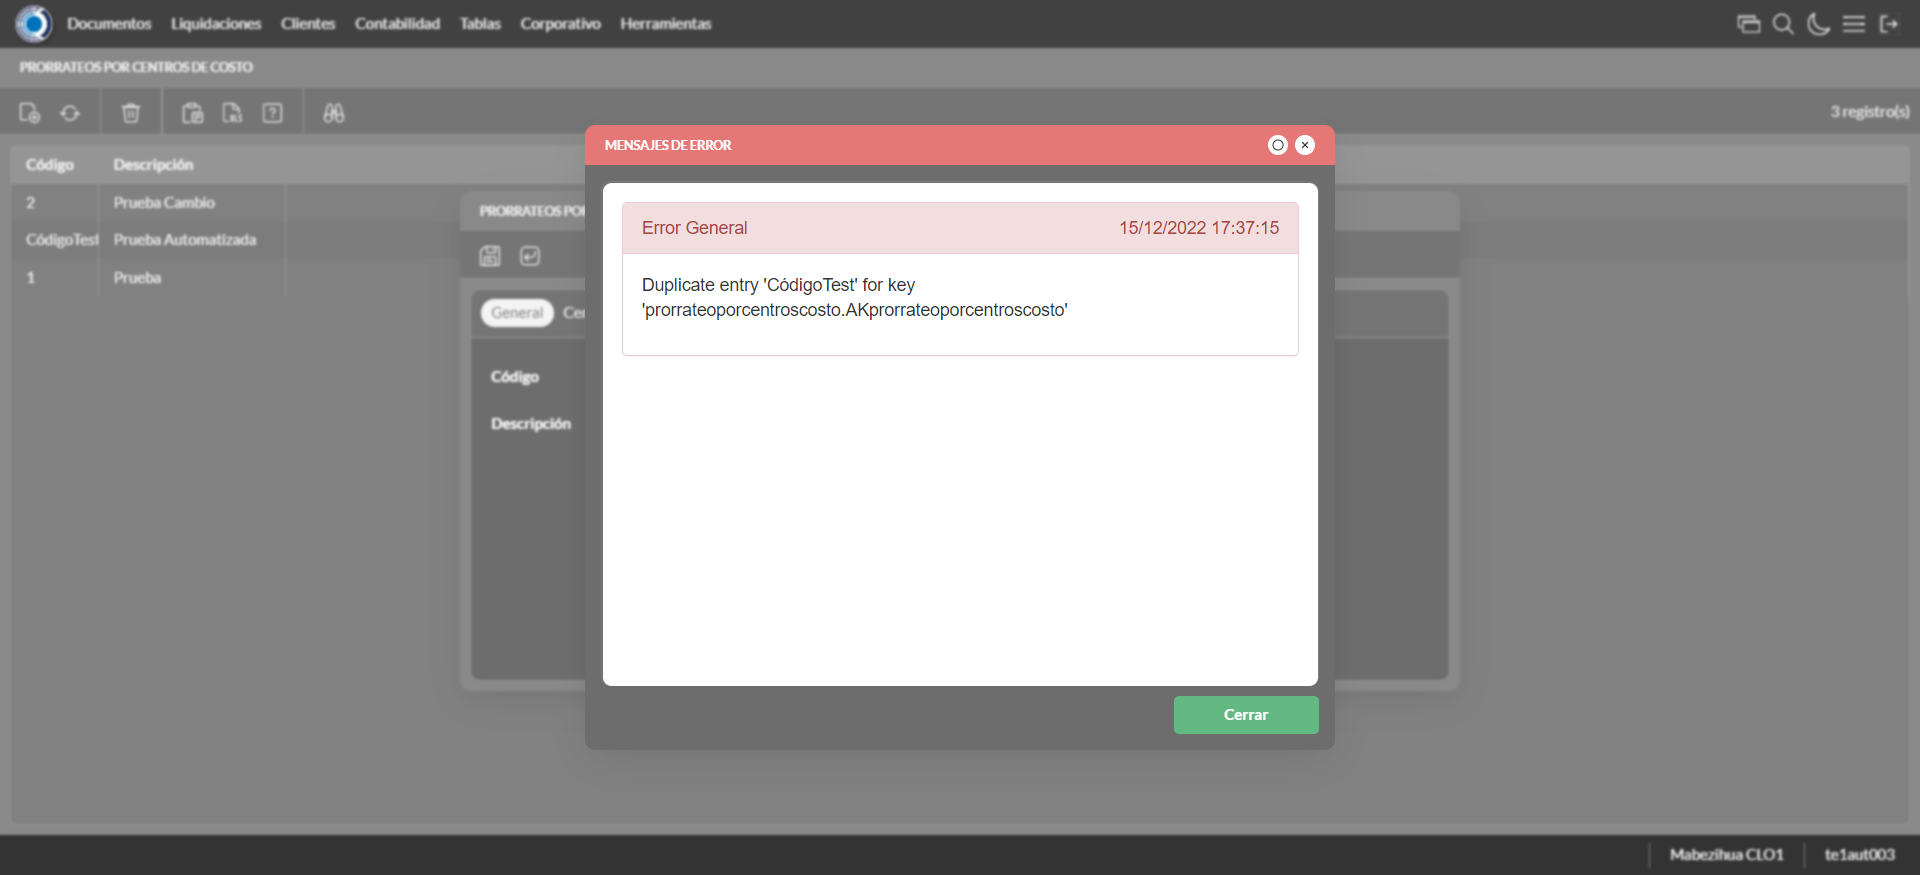 Documentos Liquidaciones Clientes Contabilidad Tablas Corporativo Herramientas
PRORRATEOS POR CENTROS DE COSTO
3 registro(s)
Código Descripción
2 Prueba Cambio
CódigoTest Prueba Automatizada
1 Prueba
PRORRATEOS POR
General Ce
Código
Descripción
MENSAJES DE ERROR
Error General 15/12/2022 17:37:15
Duplicate entry 'CódigoTest' for key
'prorrateoporcentroscosto.AKprorrateoporcentroscosto'
Cerrar
Mabezihua CLO1 te1aut003